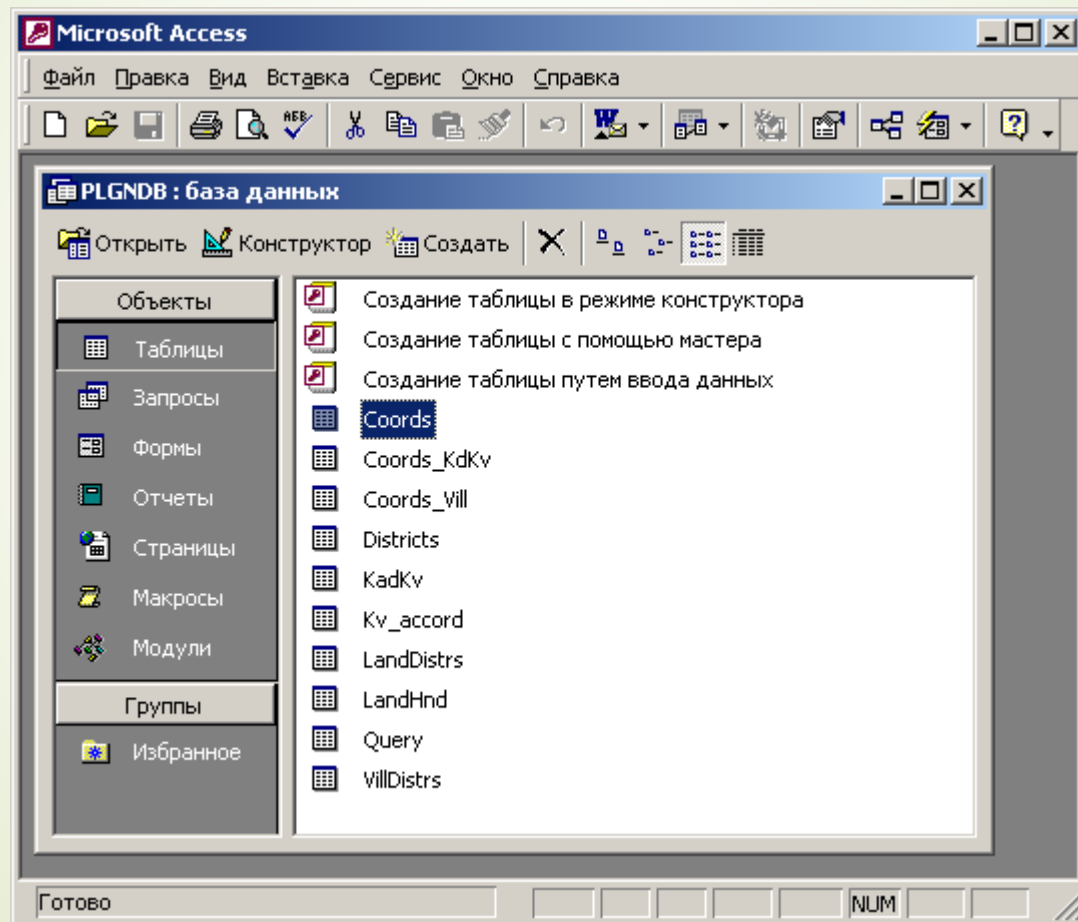 Microsoft Access
Файл Правка Вид Вставка Сервис Окно Справка
PLGNDB : база данных
Открыть Конструктор Создать
Объекты
Таблицы
Запросы
Формы
Отчеты
Страницы
Макросы
Модули
Группы
Избранное
Создание таблицы в режиме конструктора
Создание таблицы с помощью мастера
Создание таблицы путем ввода данных
Coords
Coords_KdKv
Coords_Vill
Districts
KadKv
Kv_accord
LandDistrs
LandHnd
Query
VillDistrs
Готово
NUM